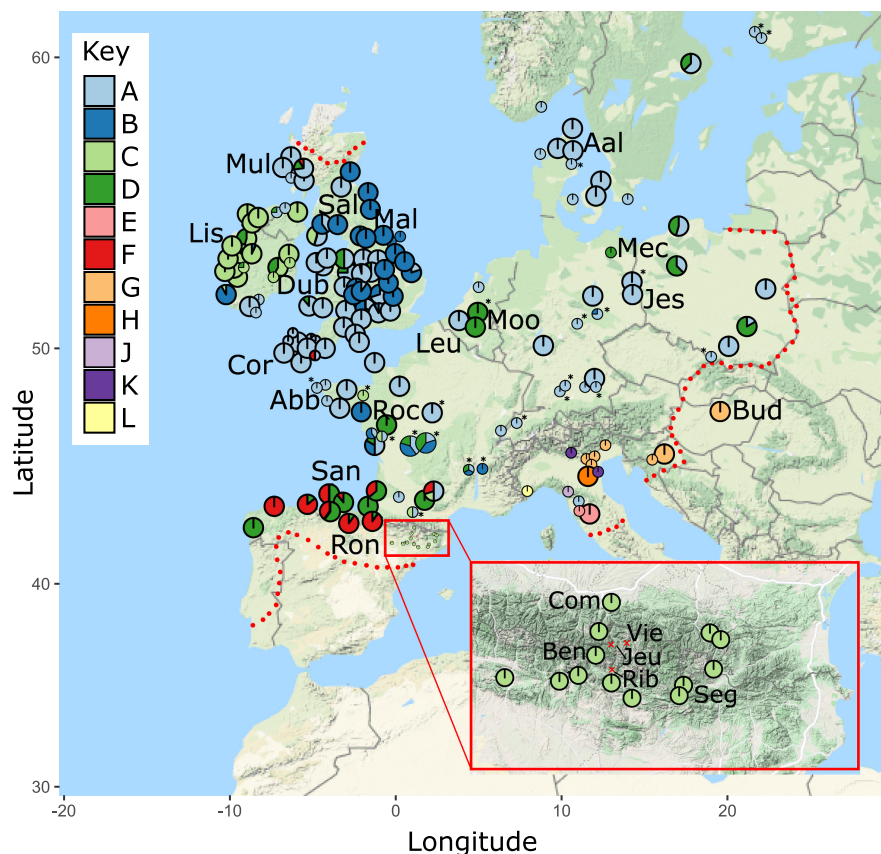 Key
A
B
C
D
E
F
G
H
J
K
L
60
50
40
30
Latitude
-20
-10
0
10
20
Longitude
Mul
Sal
Mal
Lis
Dub
Cor
Abb
Roc
Leu
Moo
Mec
Jes
Aal
San
Ron
Bud
Com
Vie
Ben
Jeu
Rib
Seg